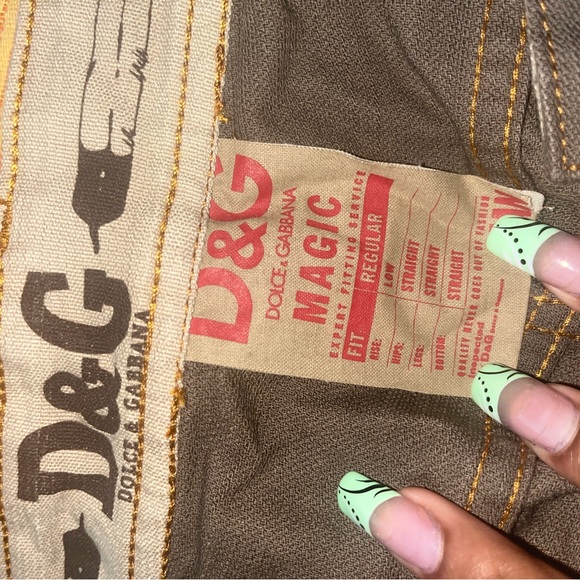 D&G
DOLCE & GABBANA
D&G
DOLCE & GABBANA
MAGIC
EXPERT FITTING SERVICE
FIT REGULAR
RISE: LOW
HIPS: STRAIGHT
LEGS: STRAIGHT
BOTTOM: STRAIGHT
QUALITY NEVER GOES OUT OF FASHION
Inspected
D&G